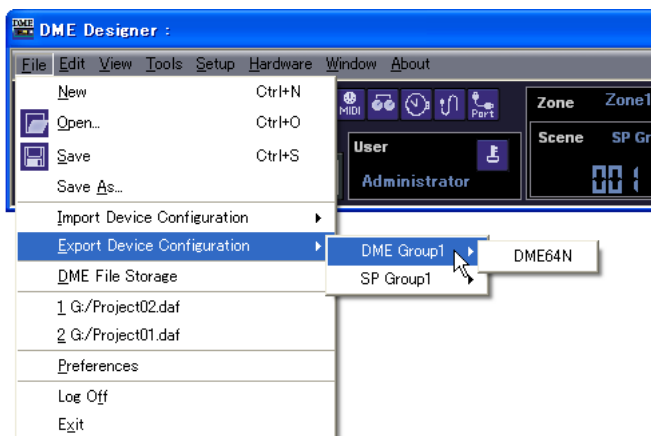 DME Designer :
File Edit View Tools Setup Hardware Window About
New Ctrl+N
Open... Ctrl+O
Save Ctrl+S
Save As...
Import Device Configuration
Export Device Configuration
DME File Storage
1 G:/Project02.daf
2 G:/Project01.daf
Preferences
Log Off
Exit
DME Group1
SP Group1
DME64N
MIDI
Port
User
Administrator
Zone Zone1
Scene SP Gr
001